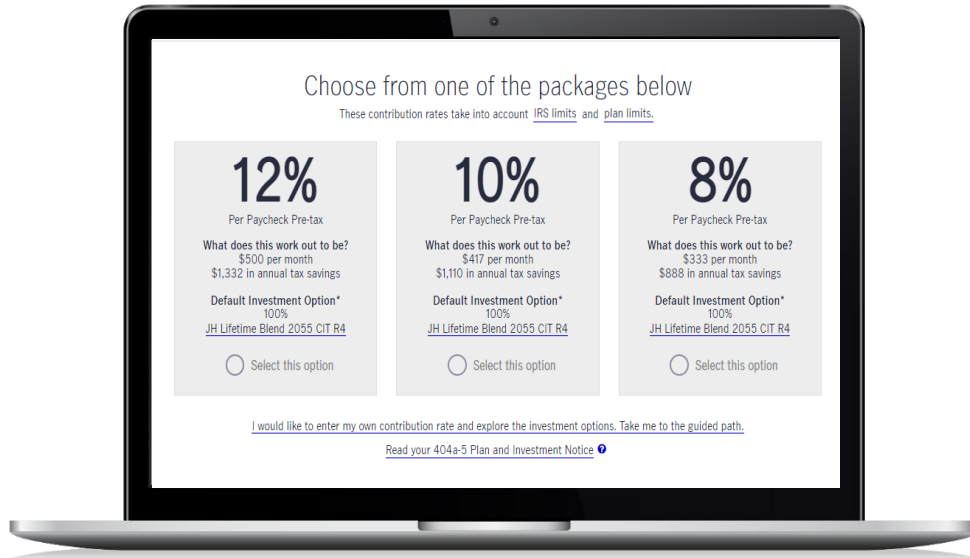 Choose from one of the packages below
These contribution rates take into account IRS limits and plan limits.
12%
Per Paycheck Pre-tax
What does this work out to be?
$500 per month
$1,332 in annual tax savings
Default Investment Option*
100%
JH Lifetime Blend 2055 CIT R4
Select this option
10%
Per Paycheck Pre-tax
What does this work out to be?
$417 per month
$1,110 in annual tax savings
Default Investment Option*
100%
JH Lifetime Blend 2055 CIT R4
Select this option
8%
Per Paycheck Pre-tax
What does this work out to be?
$333 per month
$888 in annual tax savings
Default Investment Option*
100%
JH Lifetime Blend 2055 CIT R4
Select this option
I would like to enter my own contribution rate and explore the investment options. Take me to the guided path.
Read your 404a-5 Plan and Investment Notice ?